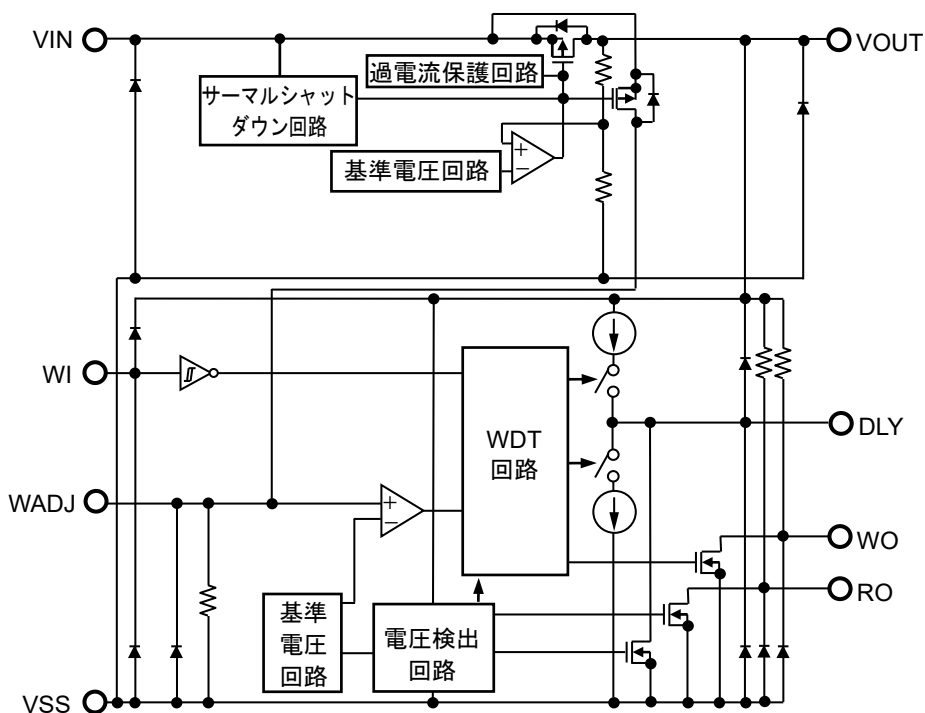 VIN
VOUT
過電流保護回路
サーマルシャット
ダウン回路
基準電圧回路
+
−
WI
WDT
回路
DLY
WADJ
+
−
WO
RO
基準
電圧
回路
電圧検出
回路
VSS